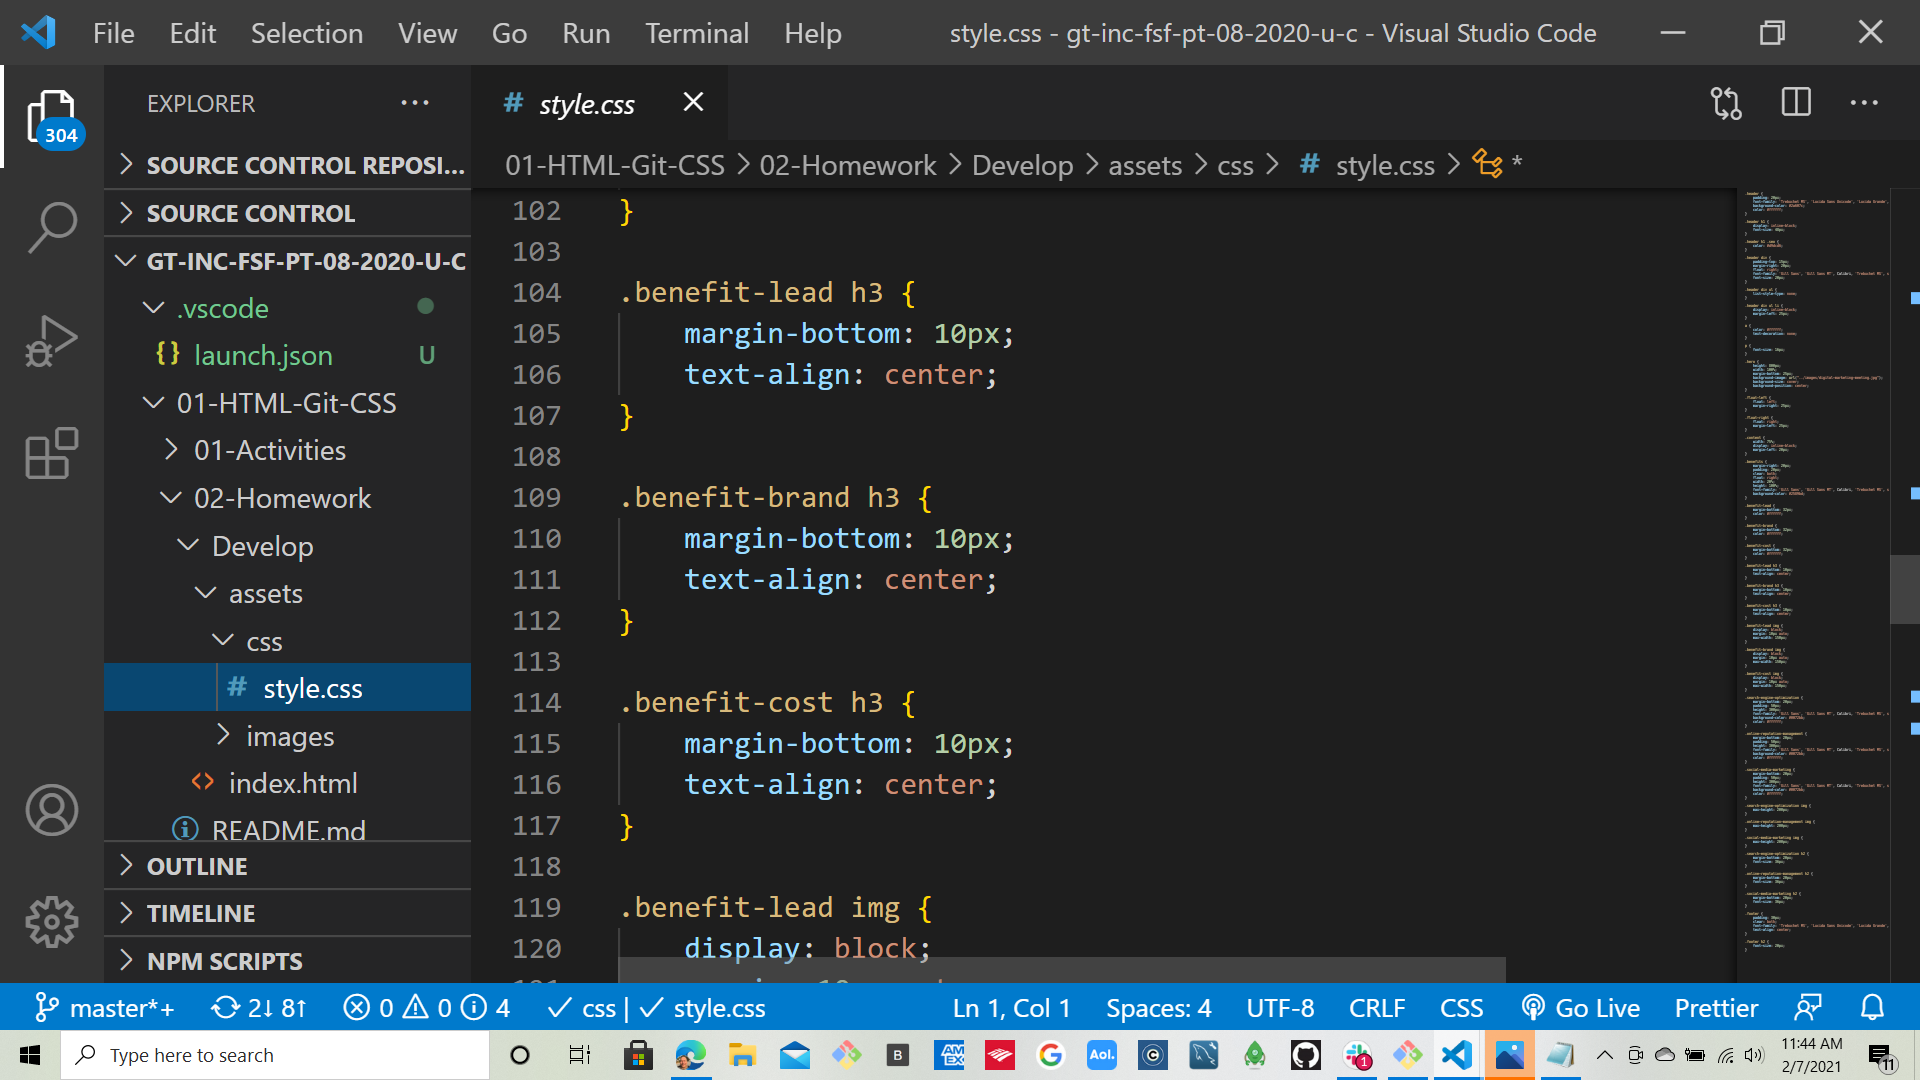 File Edit Selection View Go Run Terminal Help style.css - gt-inc-fsf-pt-08-2020-u-c - Visual Studio Code
304
EXPLORER
SOURCE CONTROL REPOSI...
SOURCE CONTROL
GT-INC-FSF-PT-08-2020-U-C
.vscode
{} launch.json U
01-HTML-Git-CSS
01-Activities
02-Homework
Develop
assets
css
# style.css
images
<> index.html
README.md
OUTLINE
TIMELINE
NPM SCRIPTS
# style.css
01-HTML-Git-CSS > 02-Homework > Develop > assets > css > # style.css > *
102 }
103
104 .benefit-lead h3 {
105 margin-bottom: 10px;
106 text-align: center;
107 }
108
109 .benefit-brand h3 {
110 margin-bottom: 10px;
111 text-align: center;
112 }
113
114 .benefit-cost h3 {
115 margin-bottom: 10px;
116 text-align: center;
117 }
118
119 .benefit-lead img {
120 display: block;
master*+ 2↓ 8↑ 0 0 4 ✓ css | ✓ style.css Ln 1, Col 1 Spaces: 4 UTF-8 CRLF CSS Go Live Prettier
Type here to search
B
AM
EX
Aol.
1
11:44 AM
2/7/2021
11